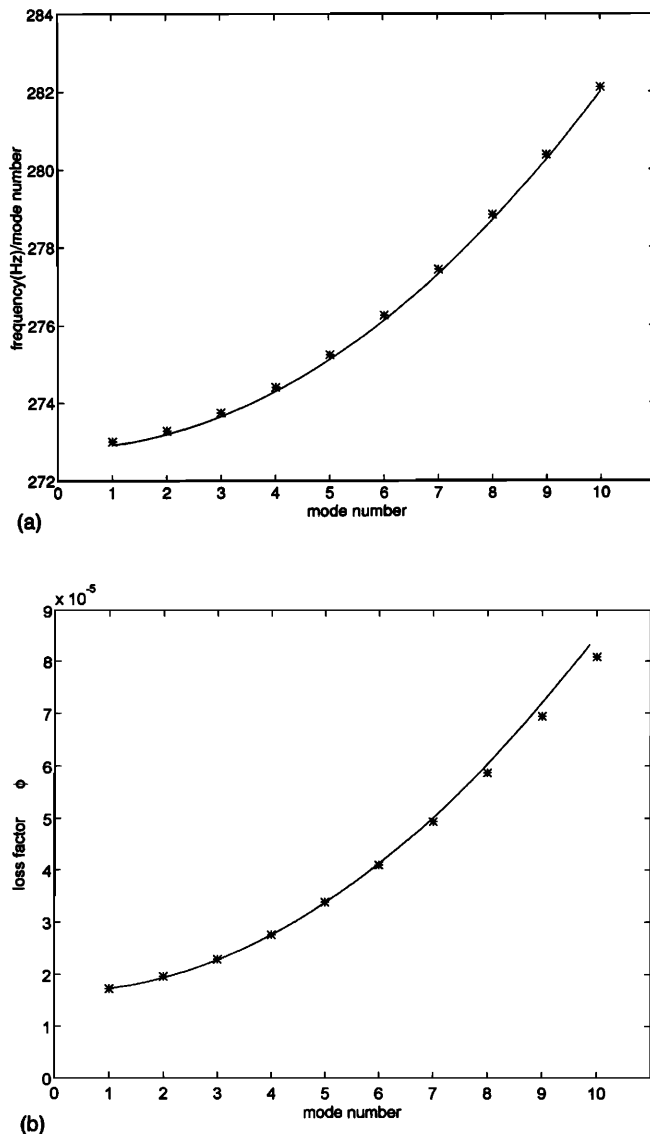 284
282
280
278
276
274
272
frequency(Hz)/mode number
0 1 2 3 4 5 6 7 8 9 10
mode number
(a)
x 10-5
9
8
7
6
5
4
3
2
1
0
loss factor ϕ
0 1 2 3 4 5 6 7 8 9 10
mode number
(b)